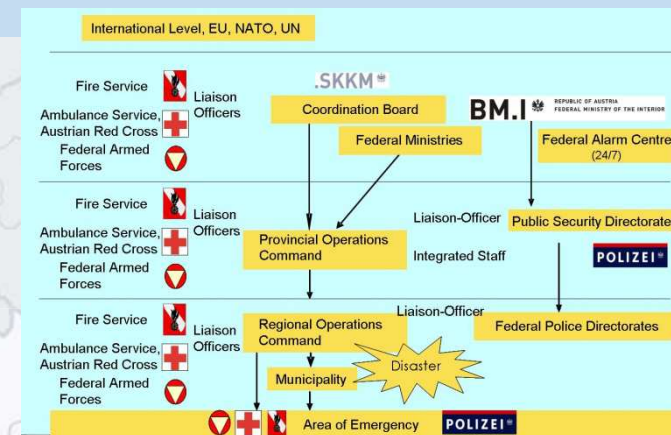 International Level, EU, NATO, UN
.SKKM
Fire Service
Liaison
Officers
Ambulance Service,
Austrian Red Cross
Federal Armed
Forces
Coordination Board
Federal Ministries
BM.I
REPUBLIC OF AUSTRIA
FEDERAL MINISTRY OF THE INTERIOR
Federal Alarm Centre
(24/7)
Fire Service
Liaison
Officers
Ambulance Service,
Austrian Red Cross
Federal Armed
Forces
Provincial Operations
Command
Liaison-Officer
Integrated Staff
Public Security Directorate
POLIZEI
Fire Service
Liaison
Officers
Ambulance Service,
Austrian Red Cross
Federal Armed
Forces
Regional Operations
Command
Liaison-Officer
Federal Police Directorates
Disaster
Municipality
Area of Emergency
POLIZEI